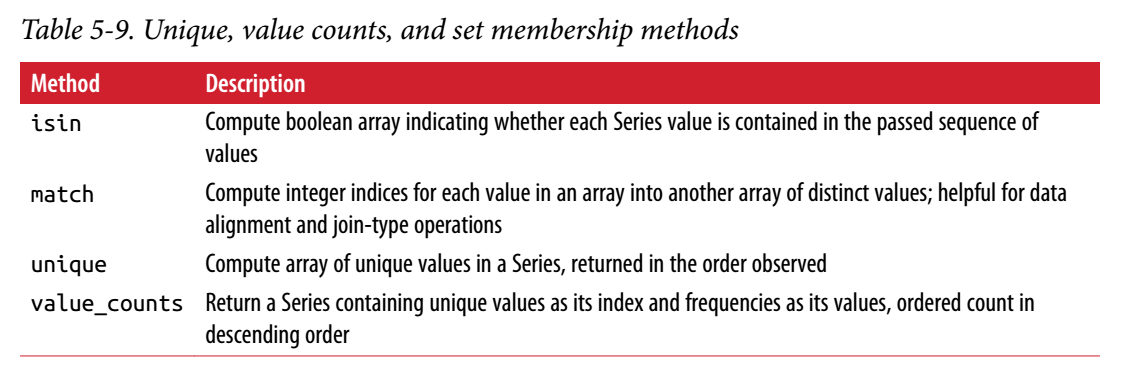 Table 5-9. Unique, value counts, and set membership methods
Method Description
isin Compute boolean array indicating whether each Series value is contained in the passed sequence of
values
match Compute integer indices for each value in an array into another array of distinct values; helpful for data
alignment and join-type operations
unique Compute array of unique values in a Series, returned in the order observed
value_counts Return a Series containing unique values as its index and frequencies as its values, ordered count in
descending order